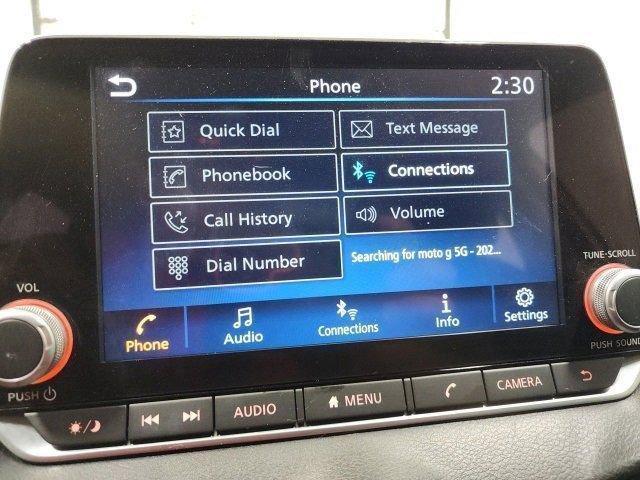 Phone
2:30
Quick Dial
Text Message
Phonebook
Connections
Call History
Volume
Dial Number
Searching for moto g 5G - 202...
Phone
Audio
Connections
Info
Settings
VOL
PUSH
TUNE·SCROLL
PUSH SOUND
AUDIO
MENU
CAMERA